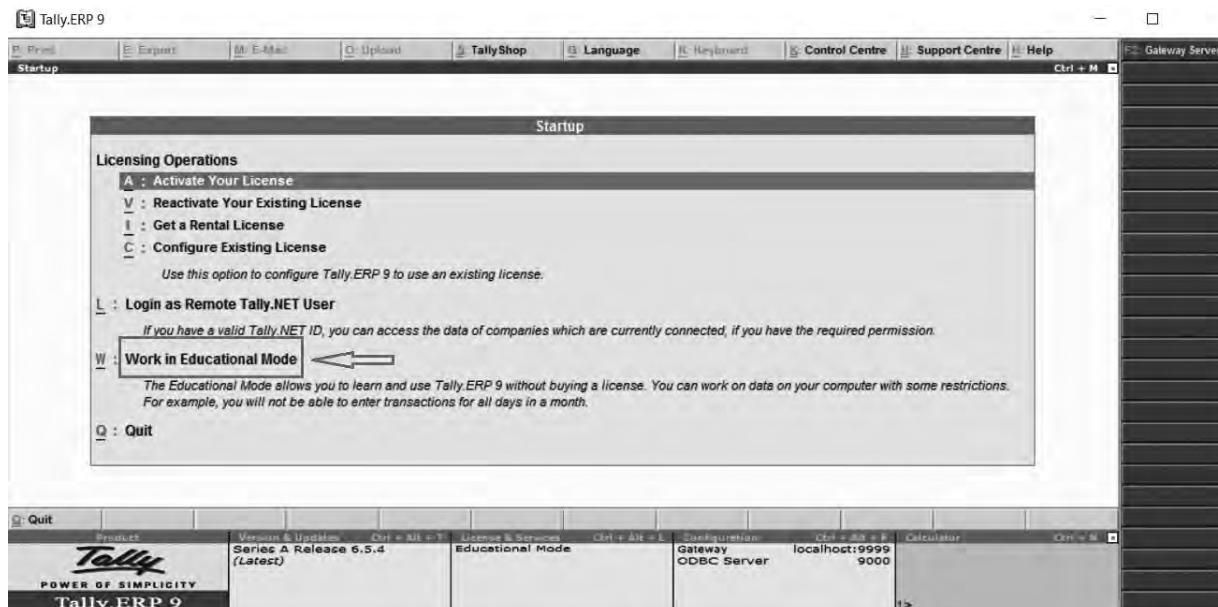 Tally.ERP 9
P: Print E: Export M: E-Mail O: Upload S: TallyShop G: Language K: Keyboard K: Control Centre H: Support Centre H: Help F2: Gateway Server
Startup Ctrl + M
Startup
Licensing Operations
A : Activate Your License
V : Reactivate Your Existing License
I : Get a Rental License
C : Configure Existing License
Use this option to configure Tally.ERP 9 to use an existing license.
L : Login as Remote Tally.NET User
If you have a valid Tally.NET ID, you can access the data of companies which are currently connected, if you have the required permission.
W : Work in Educational Mode
The Educational Mode allows you to learn and use Tally.ERP 9 without buying a license. You can work on data on your computer with some restrictions.
For example, you will not be able to enter transactions for all days in a month.
Q : Quit
Q: Quit
Product Version & Updates Ctrl + Alt + T License & Services Ctrl + Alt + L Configuration Ctrl + Alt + F Calculator Ctrl + N
Tally
POWER OF SIMPLICITY
Tally.ERP 9
Series A Release 6.5.4
(Latest)
Educational Mode
Gateway localhost:9999
ODBC Server 9000
1>